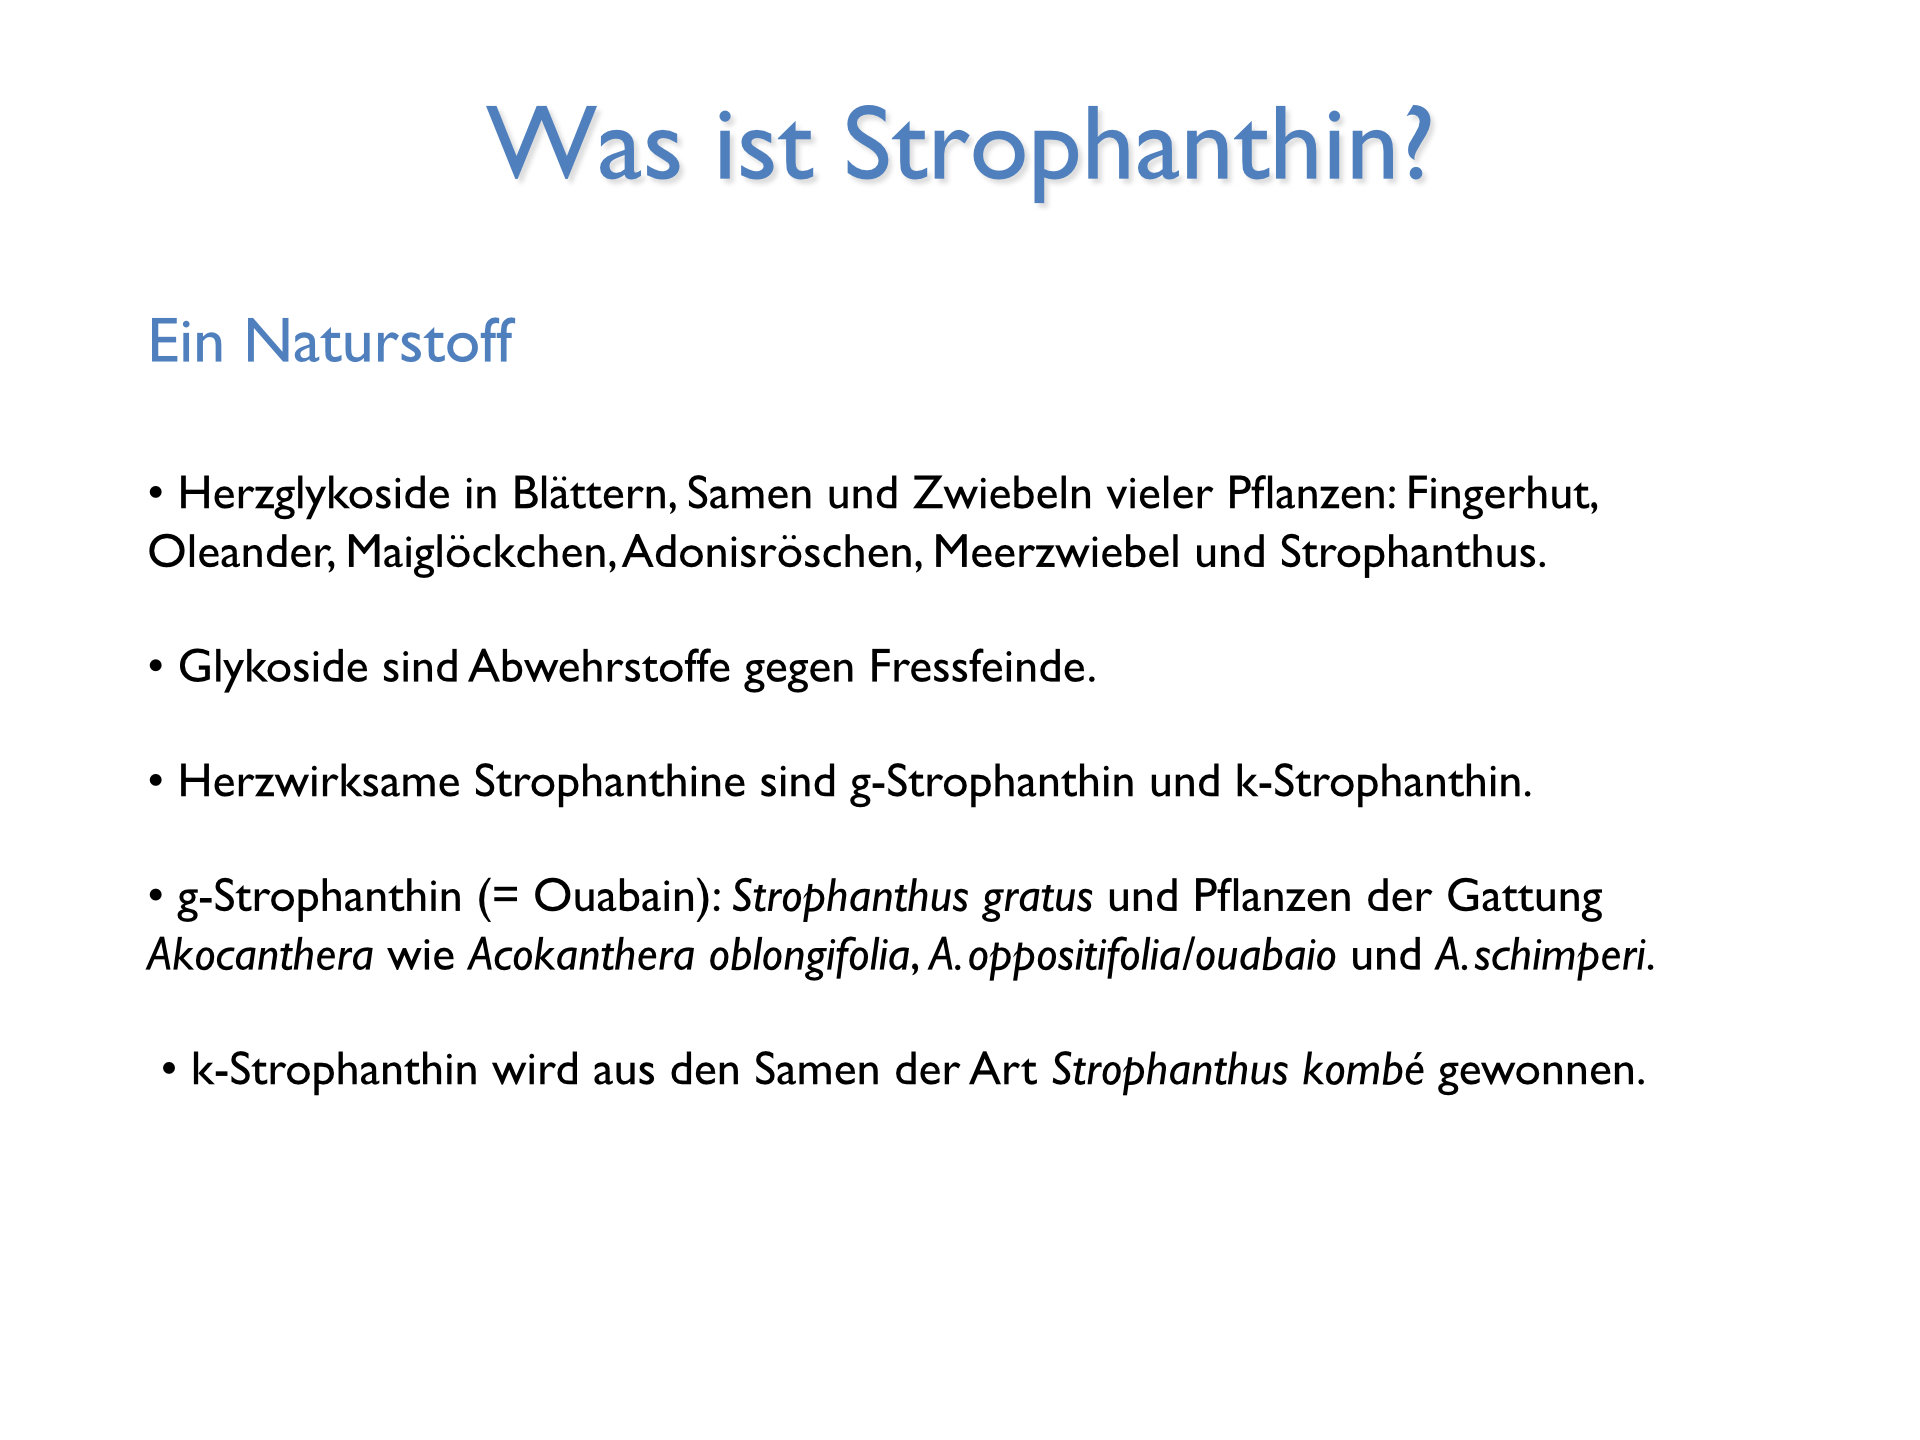 Was ist Strophanthin?
Ein Naturstoff
• Herzglykoside in Blättern, Samen und Zwiebeln vieler Pflanzen: Fingerhut,
Oleander, Maiglöckchen, Adonisröschen, Meerzwiebel und Strophanthus.
• Glykoside sind Abwehrstoffe gegen Fressfeinde.
• Herzwirksame Strophanthine sind g-Strophanthin und k-Strophanthin.
• g-Strophanthin (= Ouabain): Strophanthus gratus und Pflanzen der Gattung
Akocanthera wie Acokanthera oblongifolia, A. oppositifolia/ouabaio und A. schimperi.
• k-Strophanthin wird aus den Samen der Art Strophanthus kombé gewonnen.